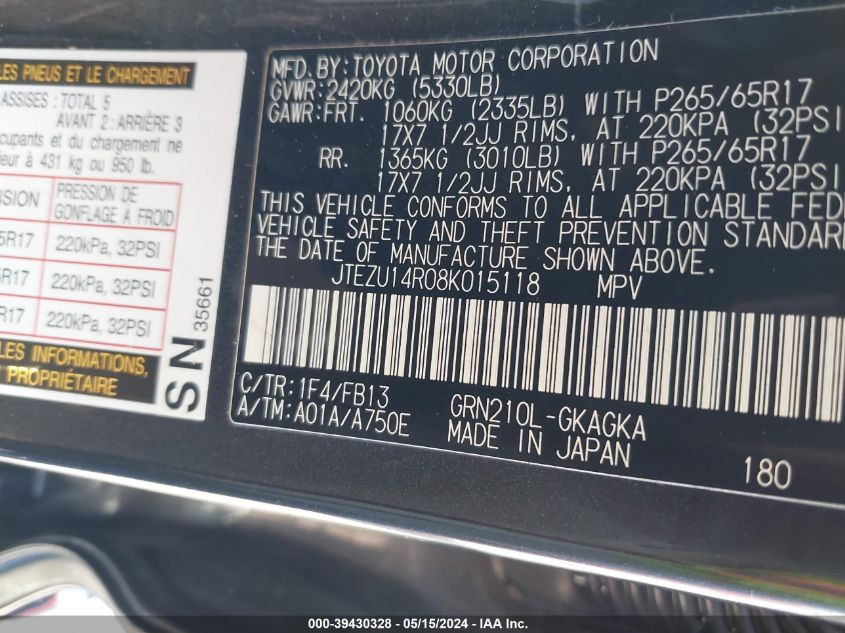 LES PNEUS ET LE CHARGEMENT
ASSISES : TOTAL 5
AVANT 2 : ARRIÈRE 3
cupants et du chargement ne
431 kg ou 950 lb.
PRESSION DE
GONFLAGE À FROID
5R17 220kPa, 32PSI
R17 220kPa, 32PSI
R17 220kPa, 32PSI
LES INFORMATIONS,
PROPRIÉTAIRE
SN 35661
MFD. BY: TOYOTA MOTOR CORPORATION
GVWR: 2420KG (5330LB)
GAWR: FRT. 1060KG (2335LB) WITH P265/65R17
17X7 1/2JJ RIMS, AT 220KPA (32PSI
RR. 1365KG (3010LB) WITH P265/65R17
17X7 1/2JJ RIMS, AT 220KPA (32PSI
THIS VEHICLE CONFORMS TO ALL APPLICABLE FED
VEHICLE SAFETY AND THEFT PREVENTION STANDAR
THE DATE OF MANUFACTURE SHOWN ABOVE.
JTEZU14R08K015118 MPV
C/TR: 1F4/FB13
A/TM: A01A/A750E
GRN210L-GKAGKA
MADE IN JAPAN
180
000-39430328 - 05/15/2024 - Copyright © IAA, Inc.